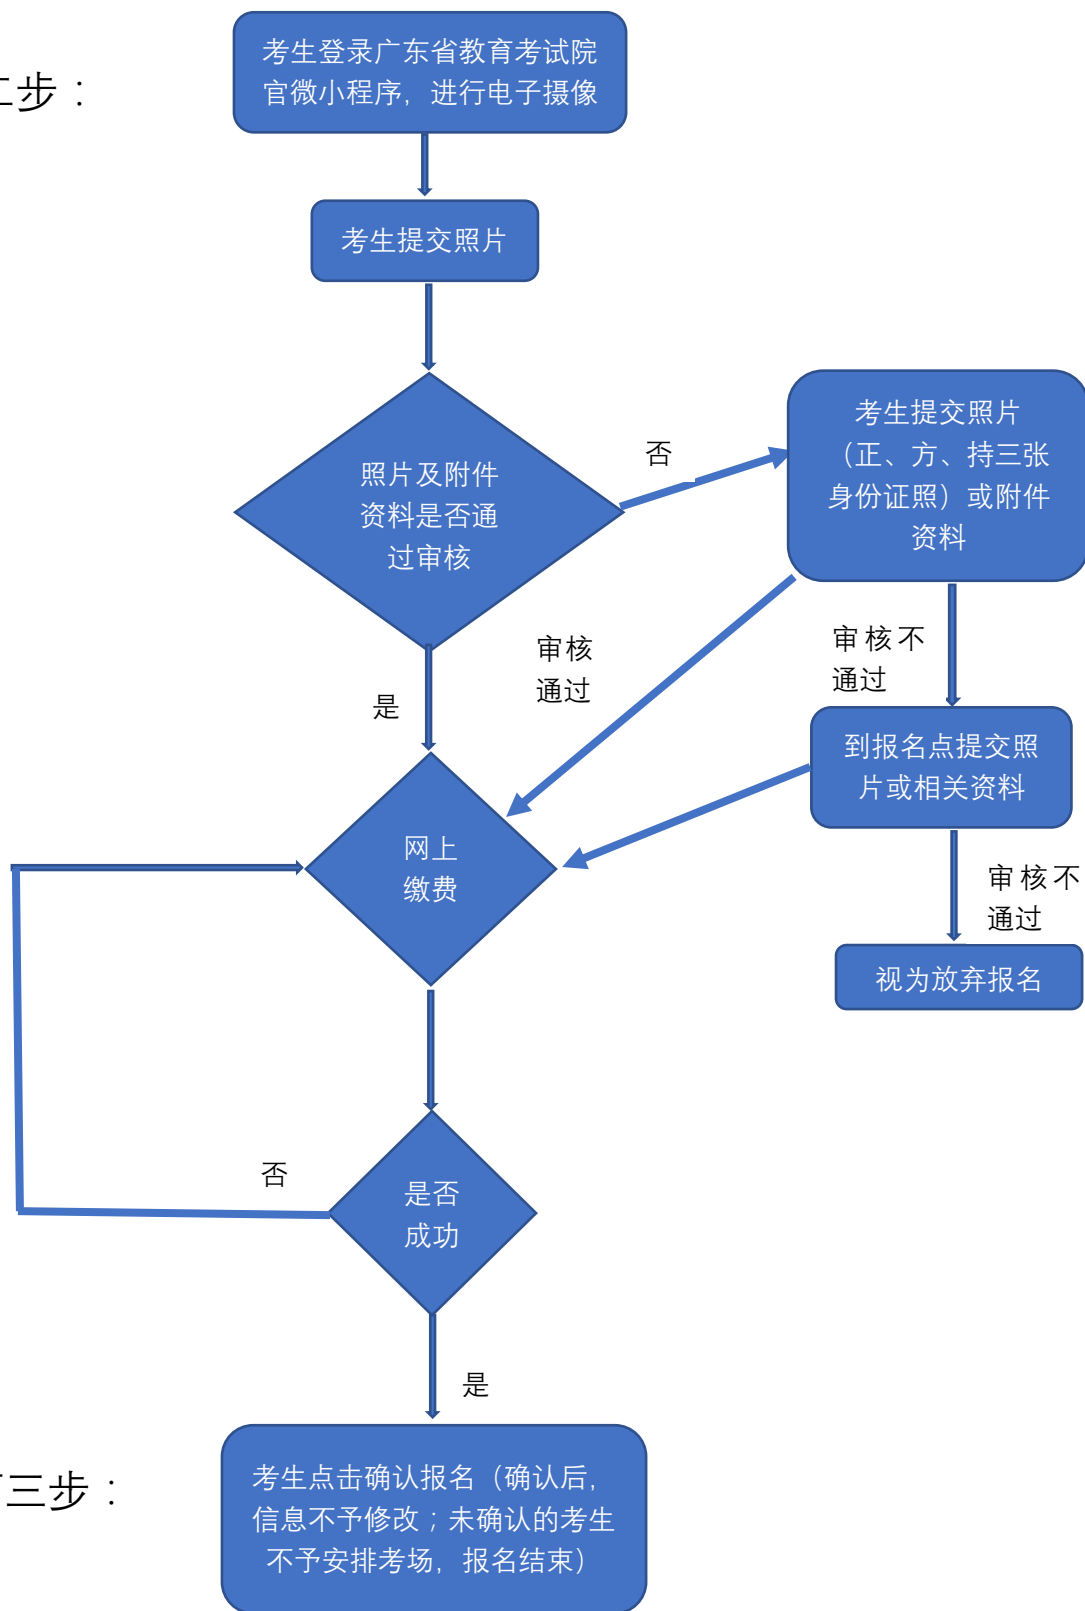 考生登录广东省教育考试院
官微小程序，进行电子摄像
二步：
考生提交照片
照片及附件
资料是否通
过审核
否
考生提交照片
（正、方、持三张
身份证照）或附件
资料
审核
通过
审核不
通过
是
到报名点提交照
片或相关资料
网上
缴费
审核不
通过
视为放弃报名
否
是否
成功
是
三步：
考生点击确认报名（确认后，
信息不予修改；未确认的考生
不予安排考场，报名结束）